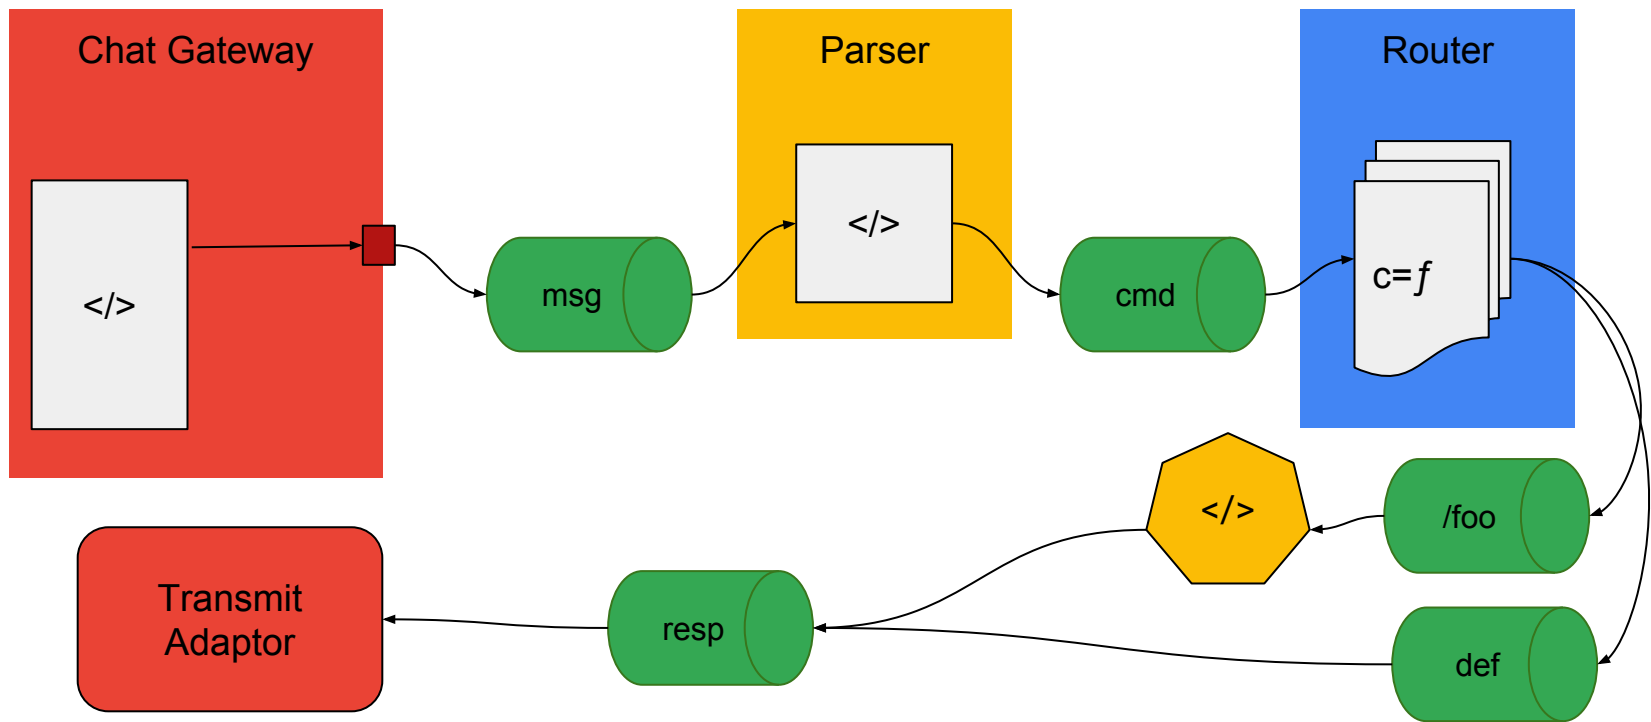 Chat Gateway
Parser
Router
</>
msg
</>
cmd
c=ƒ
</>
/foo
Transmit
Adaptor
resp
def